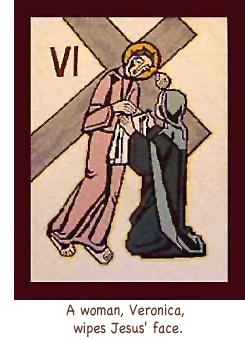 VI
A woman, Veronica,
wipes Jesus' face.